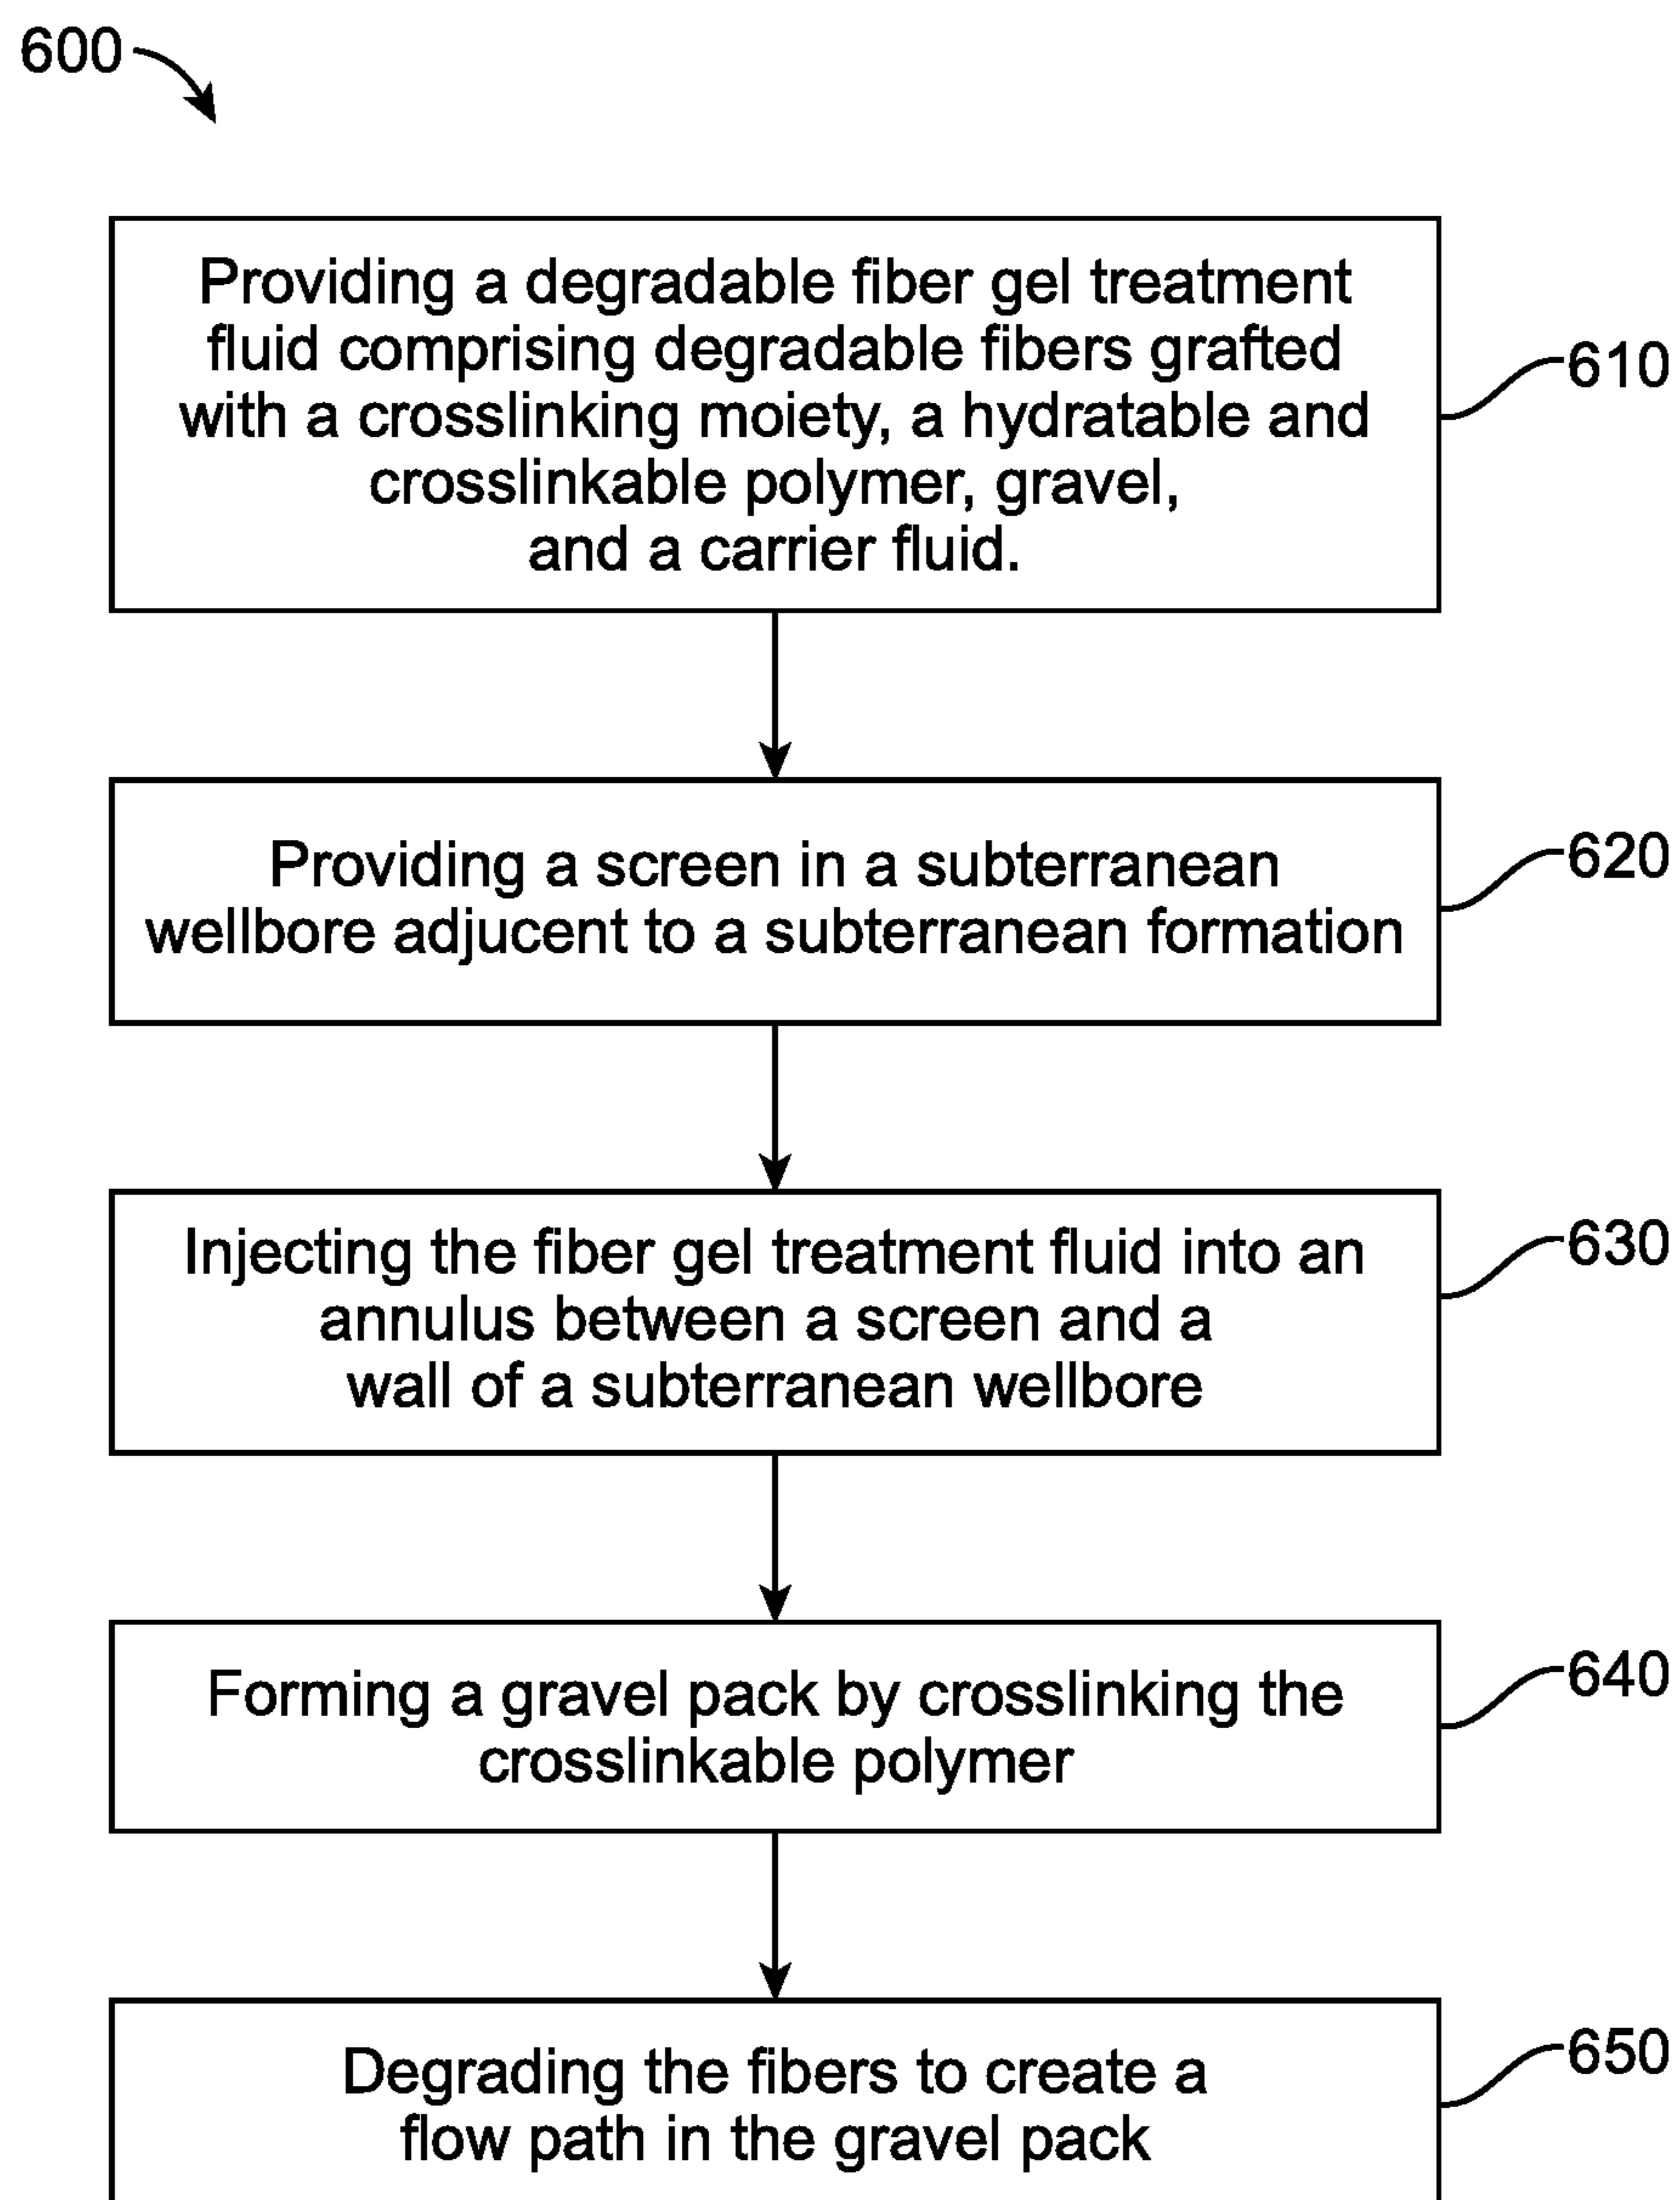 600
Providing a degradable fiber gel treatment
fluid comprising degradable fibers grafted
with a crosslinking moiety, a hydratable and
crosslinkable polymer, gravel,
and a carrier fluid.
610
Providing a screen in a subterranean
wellbore adjucent to a subterranean formation
620
Injecting the fiber gel treatment fluid into an
annulus between a screen and a
wall of a subterranean wellbore
630
Forming a gravel pack by crosslinking the
crosslinkable polymer
640
Degrading the fibers to create a
flow path in the gravel pack
650